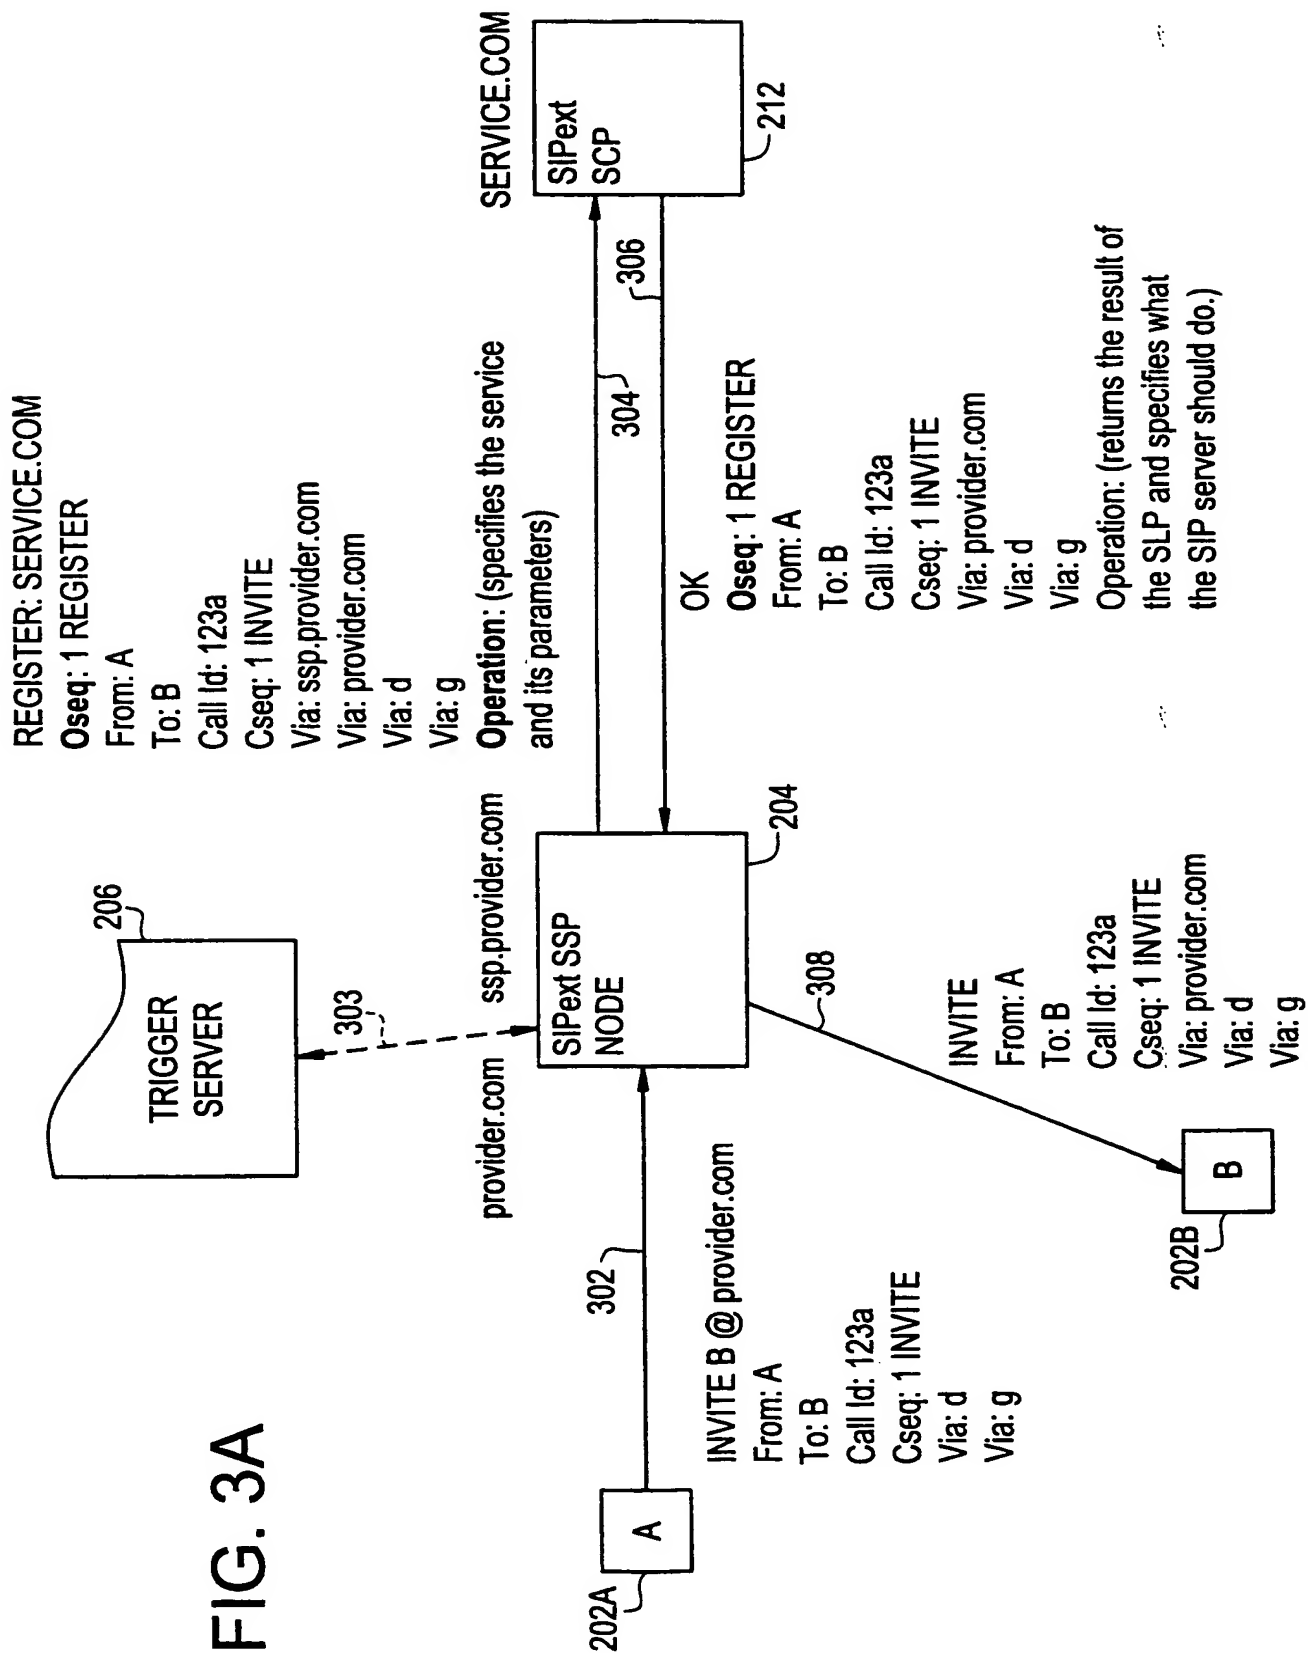 FIG. 3A
REGISTER: SERVICE.COM
Oseq: 1 REGISTER
From: A
To: B
Call Id: 123a
Cseq: 1 INVITE
Via: ssp.provider.com
Via: provider.com
Via: d
Via: g
Operation: (specifies the service
and its parameters)
206
TRIGGER
SERVER
303
provider.com
ssp.provider.com
SERVICE.COM
202A
A
302
SIPext SSP
NODE
204
304
306
SIPext
SCP
212
INVITE B @ provider.com
From: A
To: B
Call Id: 123a
Cseq: 1 INVITE
Via: d
Via: g
308
OK
Oseq: 1 REGISTER
From: A
To: B
Call Id: 123a
Cseq: 1 INVITE
Via: provider.com
Via: d
Via: g
Operation: (returns the result of
the SLP and specifies what
the SIP server should do.)
INVITE
From: A
To: B
Call Id: 123a
Cseq: 1 INVITE
Via: provider.com
Via: d
Via: g
202B
B